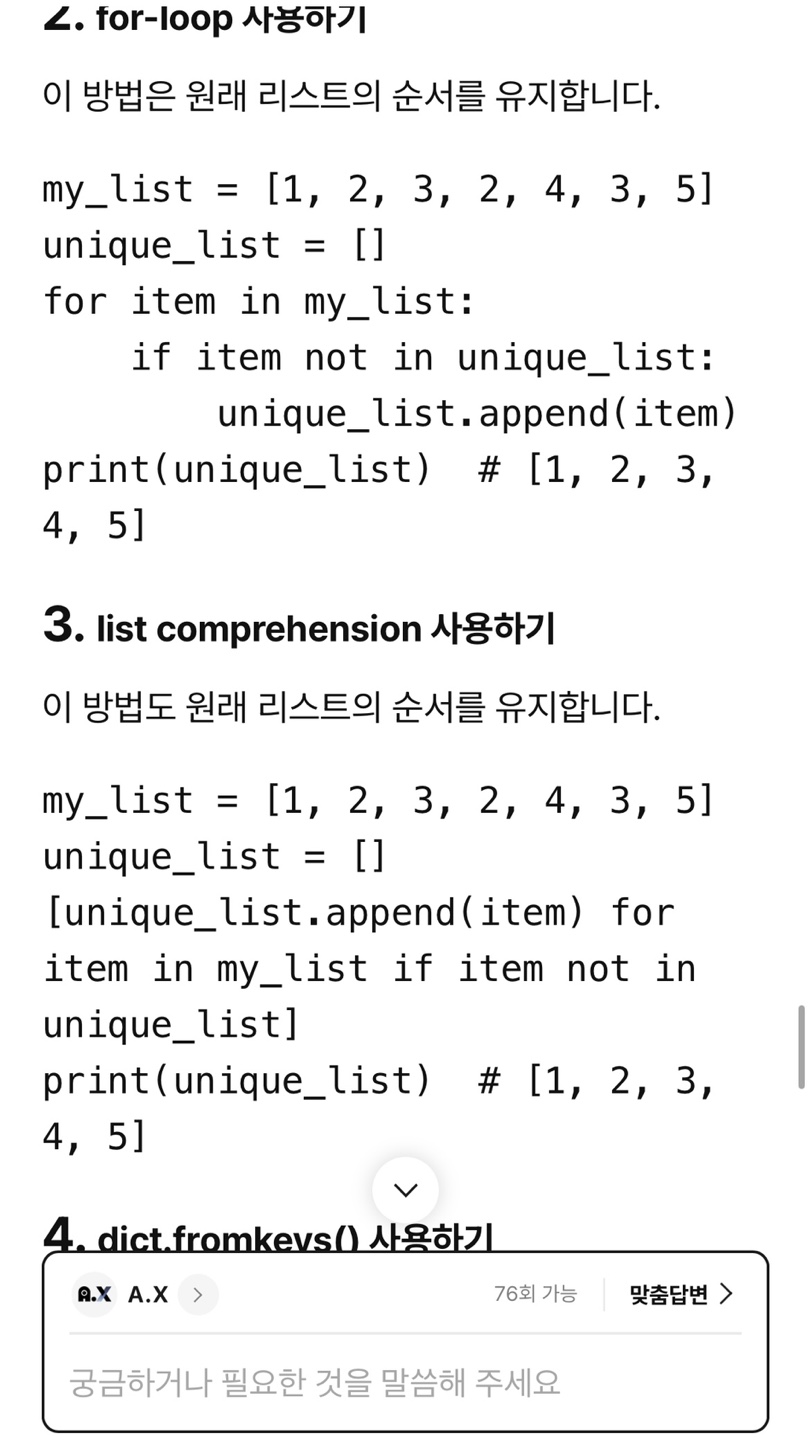 2. for-loop 사용하기
이 방법은 원래 리스트의 순서를 유지합니다.
my_list = [1, 2, 3, 2, 4, 3, 5]
unique_list = []
for item in my_list:
    if item not in unique_list:
        unique_list.append(item)
print(unique_list)  # [1, 2, 3,
4, 5]
3. list comprehension 사용하기
이 방법도 원래 리스트의 순서를 유지합니다.
my_list = [1, 2, 3, 2, 4, 3, 5]
unique_list = []
[unique_list.append(item) for
item in my_list if item not in
unique_list]
print(unique_list)  # [1, 2, 3,
4, 5]
4. dict.fromkeys() 사용하기
A.X A.X 76회 가능 맞춤답변
궁금하거나 필요한 것을 말씀해 주세요